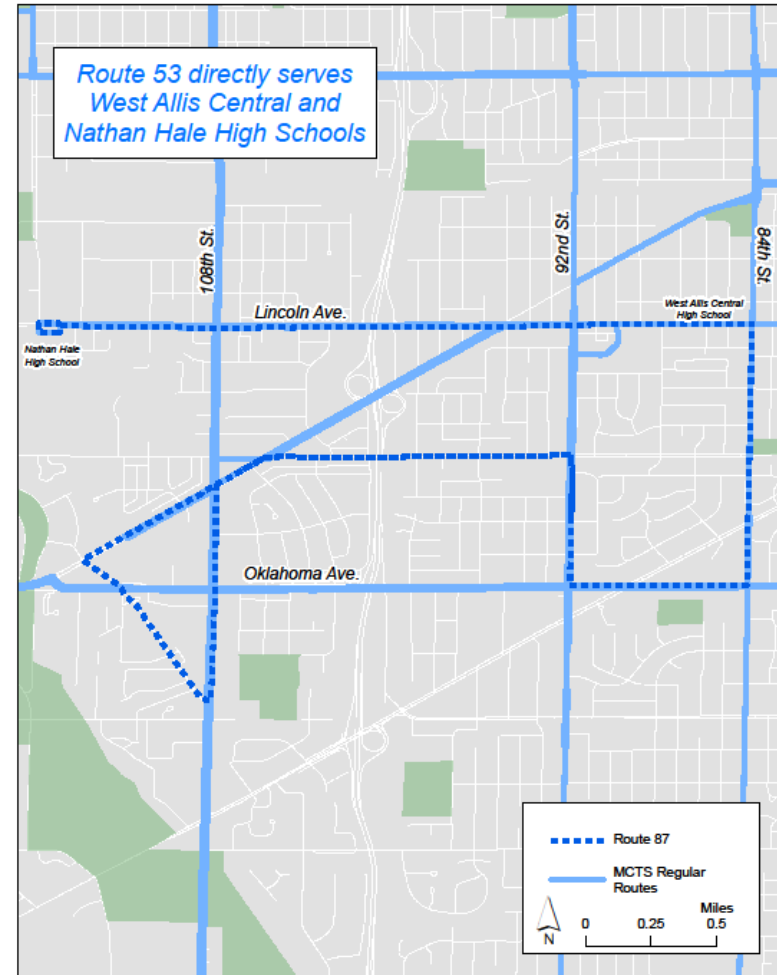 Route 53 directly serves
West Allis Central and
Nathan Hale High Schools
108th St.
92nd St.
84th St.
Lincoln Ave.
West Allis Central
High School
Nathan Hale
High School
Oklahoma Ave.
Route 87
MCTS Regular
Routes
Miles
N
0 0.25 0.5